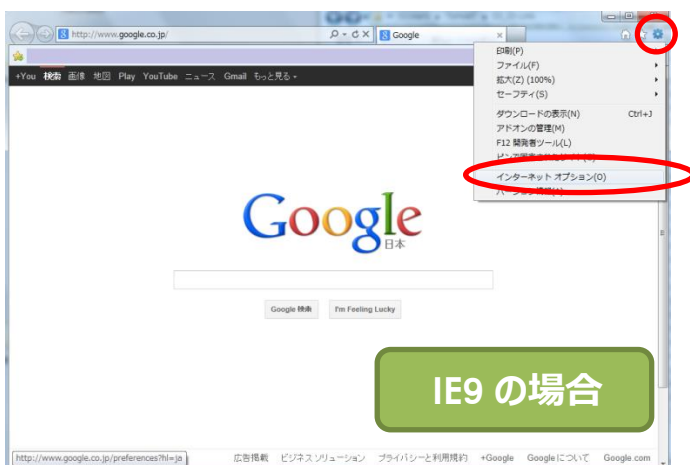 http://www.google.co.jp/
Google
+You 検索 画像 地図 Play YouTube ニュース Gmail もっと見る
印刷(P)
ファイル(F)
拡大(Z) (100%)
セーフティ(S)
ダウンロードの表示(N) Ctrl+J
アドオンの管理(M)
F12 開発者ツール(L)
インターネット オプション(O)
Google
日本
Google 検索 I'm Feeling Lucky
IE9 の場合
http://www.google.co.jp/preferences?hl=ja 広告掲載 ビジネス ソリューション プライバシーと利用規約 +Google Google について Google.com